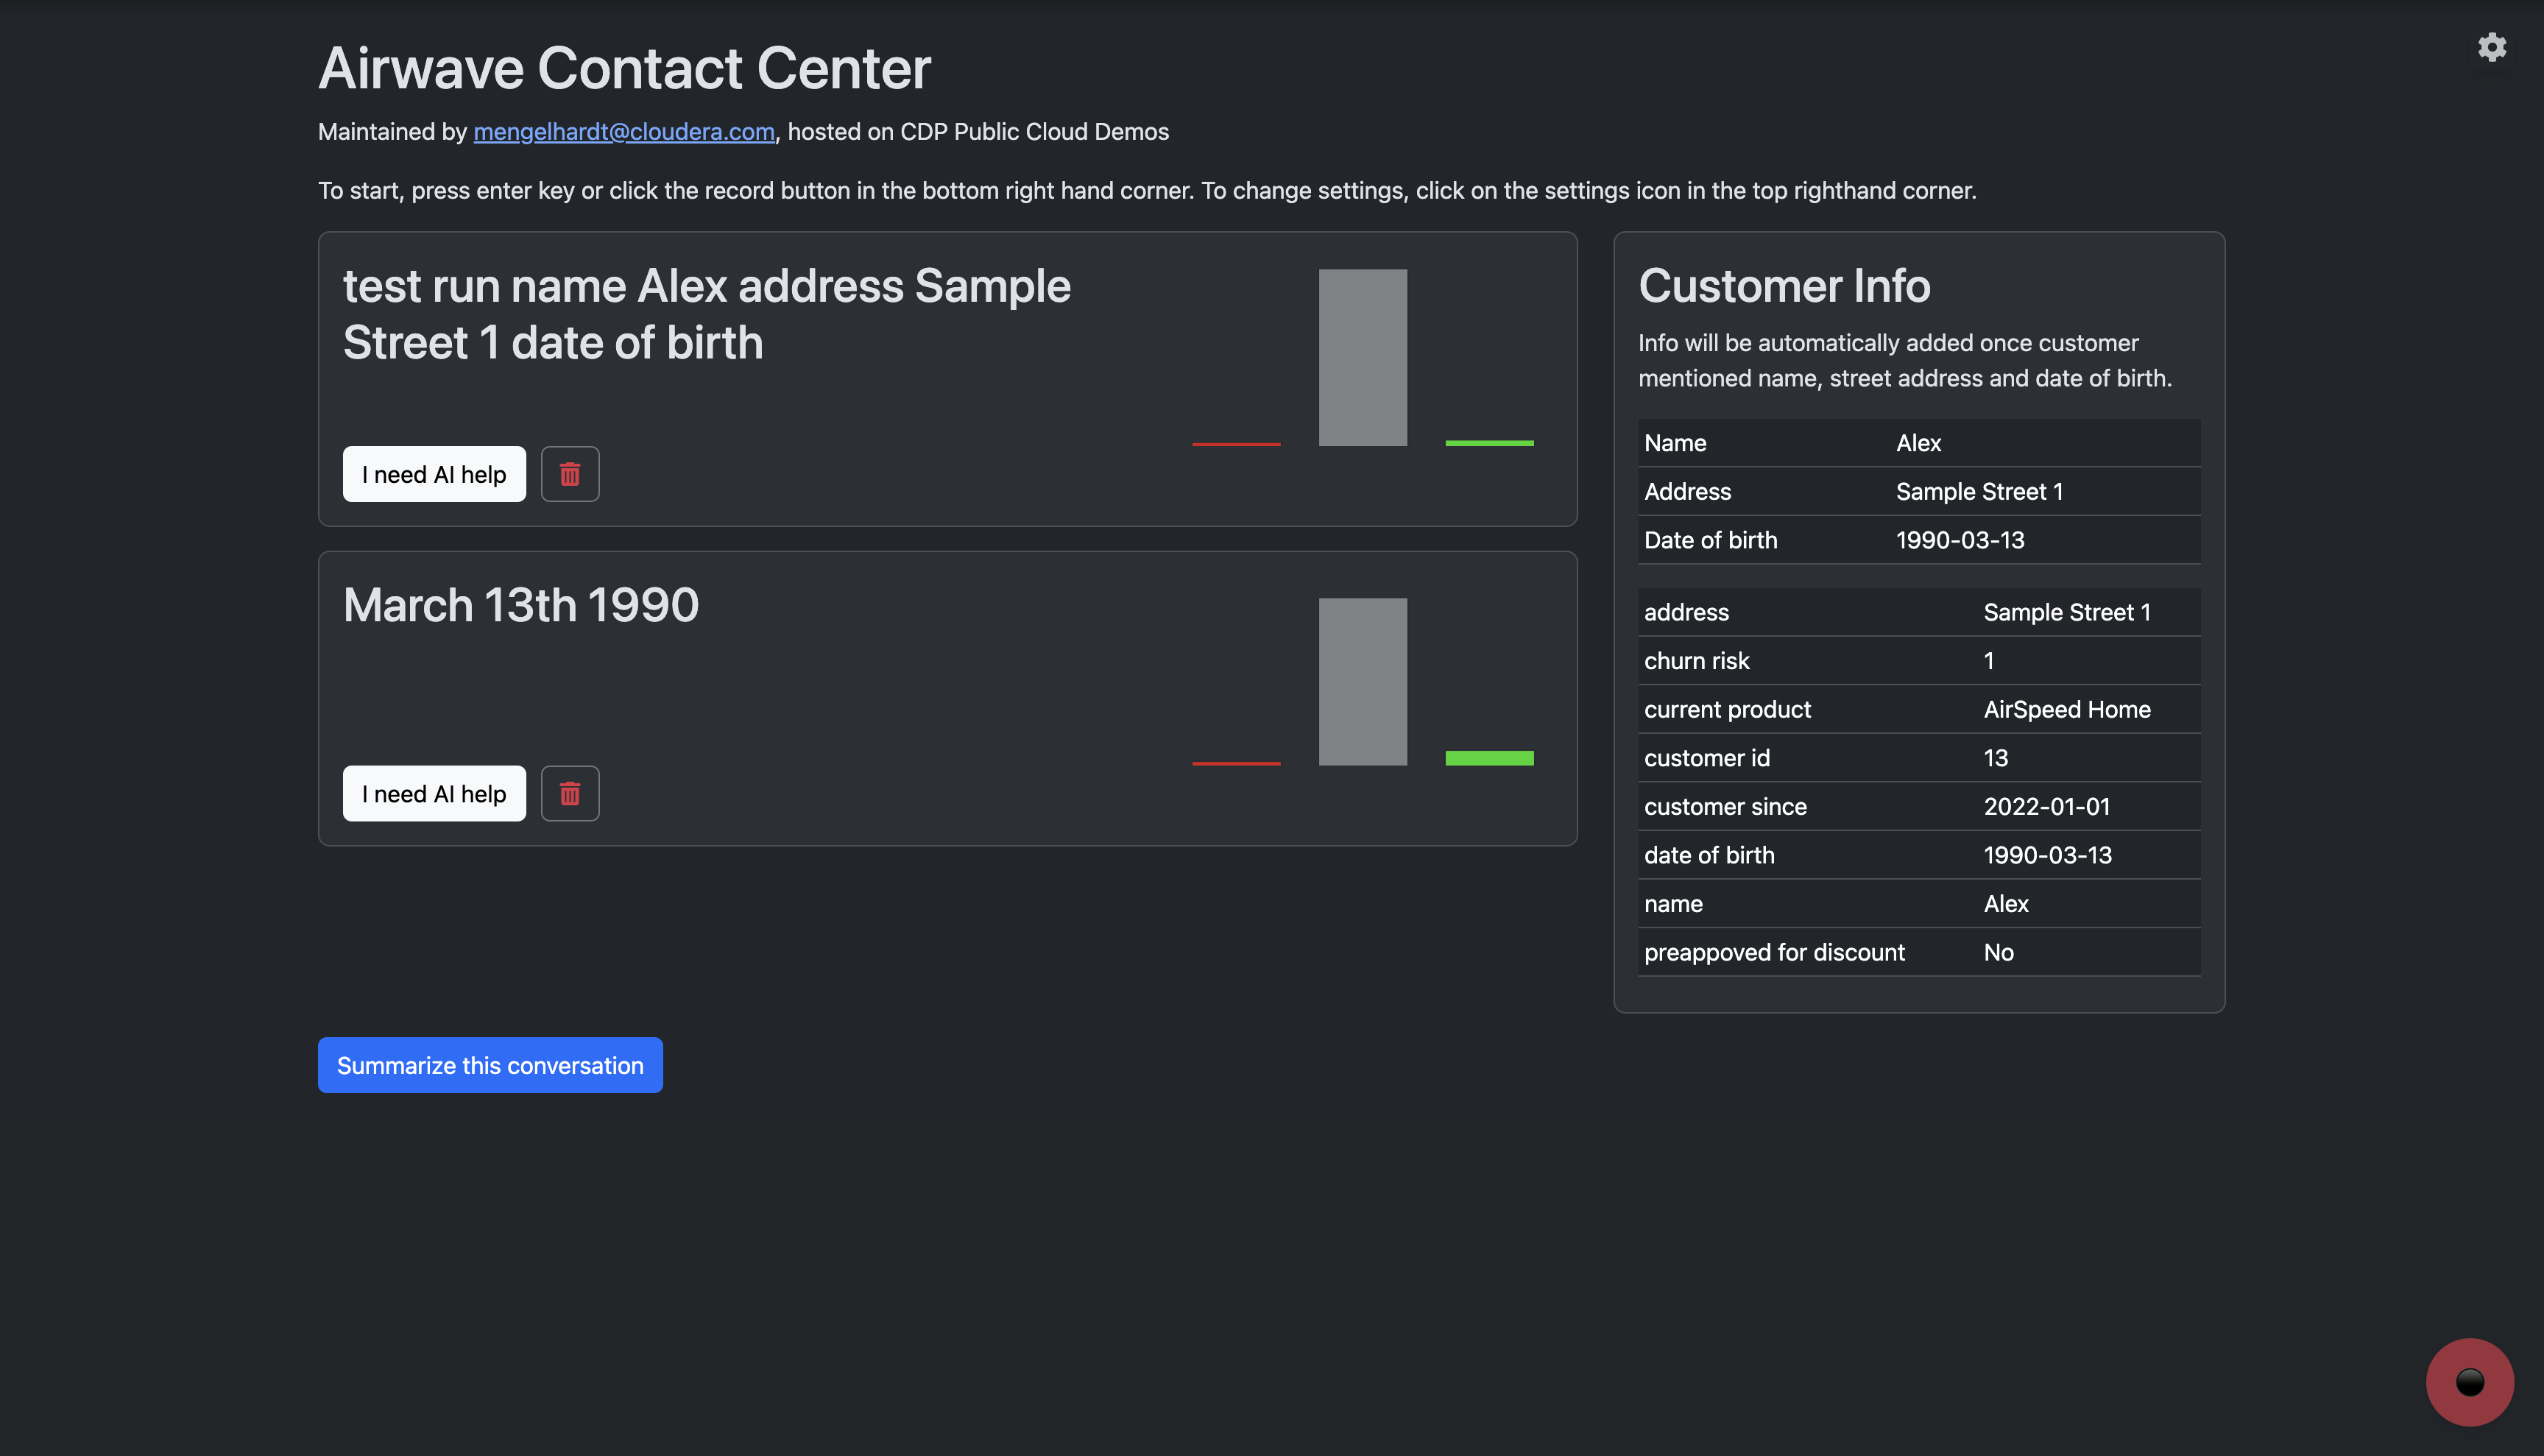 Airwave Contact Center
Maintained by mengelhardt@cloudera.com, hosted on CDP Public Cloud Demos
To start, press enter key or click the record button in the bottom right hand corner. To change settings, click on the settings icon in the top righthand corner.
test run name Alex address Sample
Street 1 date of birth
I need AI help
March 13th 1990
I need AI help
Customer Info
Info will be automatically added once customer
mentioned name, street address and date of birth.
Name Alex
Address Sample Street 1
Date of birth 1990-03-13
address Sample Street 1
churn risk 1
current product AirSpeed Home
customer id 13
customer since 2022-01-01
date of birth 1990-03-13
name Alex
preappoved for discount No
Summarize this conversation